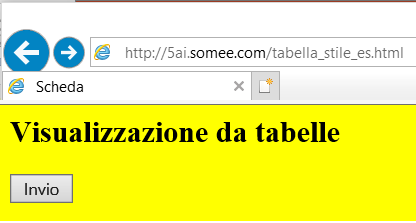 http://5ai.somee.com/tabella_stile_es.html
Scheda
Visualizzazione da tabelle
Invio